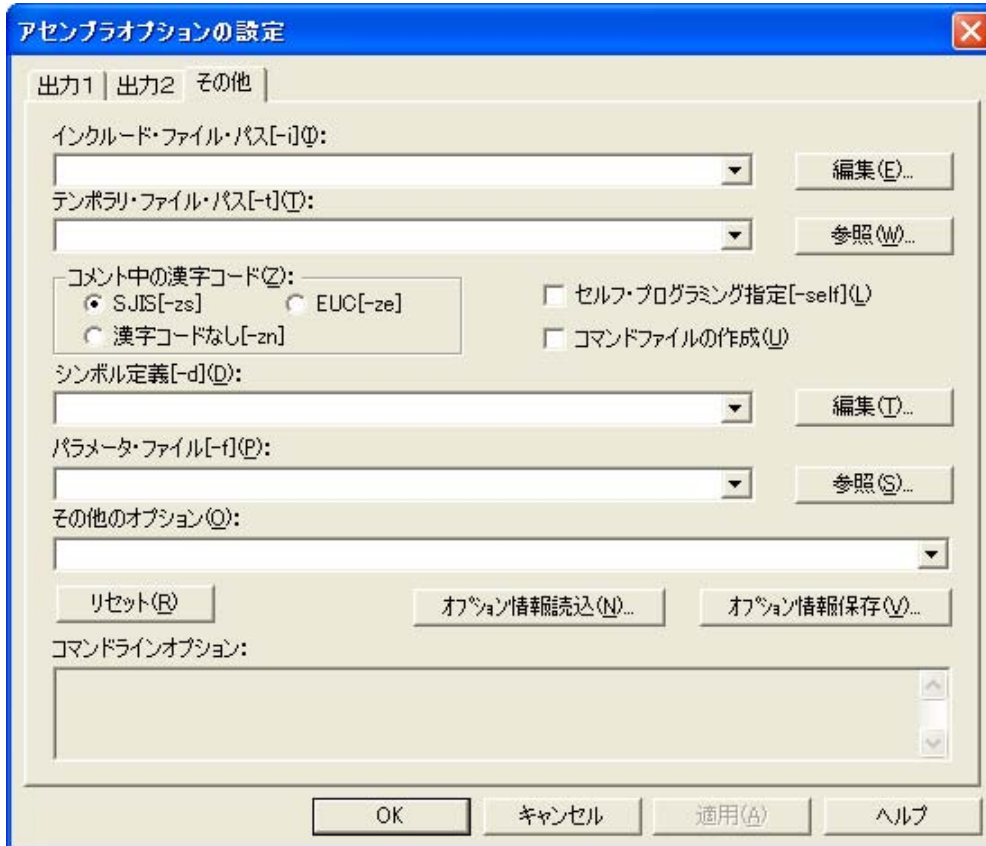 アセンブラオプションの設定
出力1 出力2 その他
インクルード・ファイル・パス[-i](I):
編集(E)...
テンポラリ・ファイル・パス[-t](T):
参照(W)...
コメント中の漢字コード(Z):
SJIS[-zs] EUC[-ze]
漢字コードなし[-zn]
セルフ・プログラミング指定[-self](L)
コマンドファイルの作成(U)
シンボル定義[-d](D):
編集(T)...
パラメータ・ファイル[-f](P):
参照(S)...
その他のオプション(O):
リセット(R) オプション情報読込(N)... オプション情報保存(V)...
コマンドラインオプション:
OK キャンセル 適用(A) ヘルプ